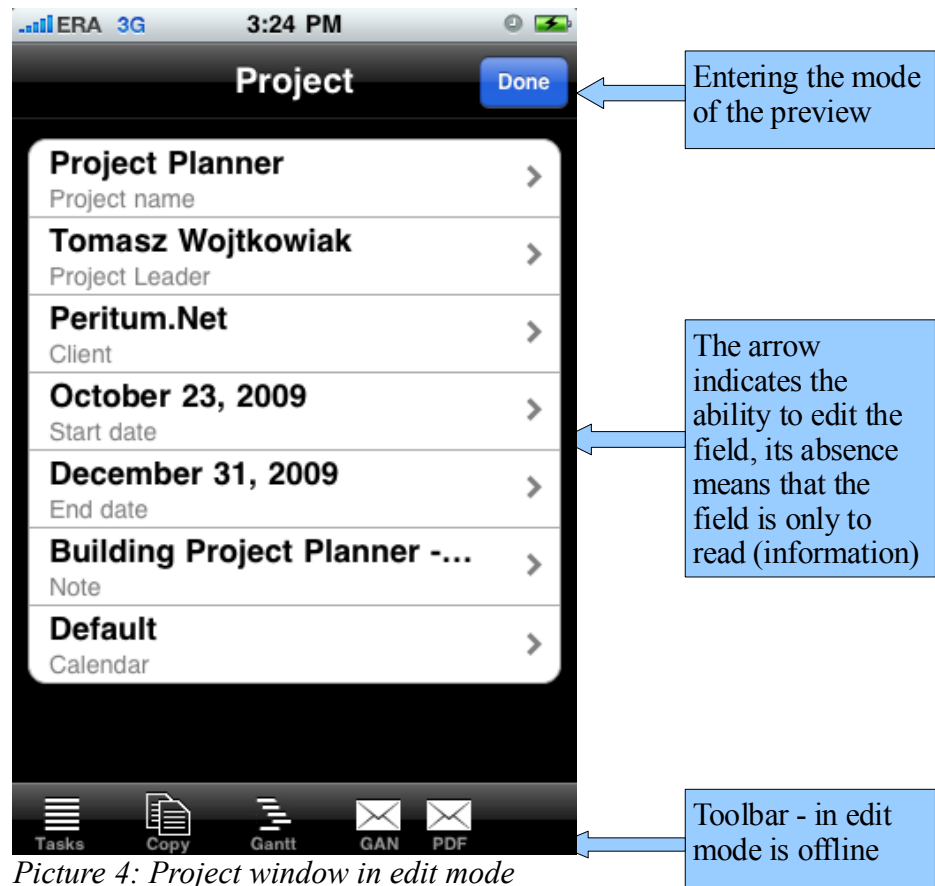 ERA 3G 3:24 PM
Project Done
Entering the mode
of the preview
Project Planner
Project name
Tomasz Wojtkowiak
Project Leader
Peritum.Net
Client
October 23, 2009
Start date
The arrow
indicates the
ability to edit the
field, its absence
means that the
field is only to
read (information)
December 31, 2009
End date
Building Project Planner -...
Note
Default
Calendar
Tasks Copy Gantt GAN PDF
Toolbar - in edit
mode is offline
Picture 4: Project window in edit mode